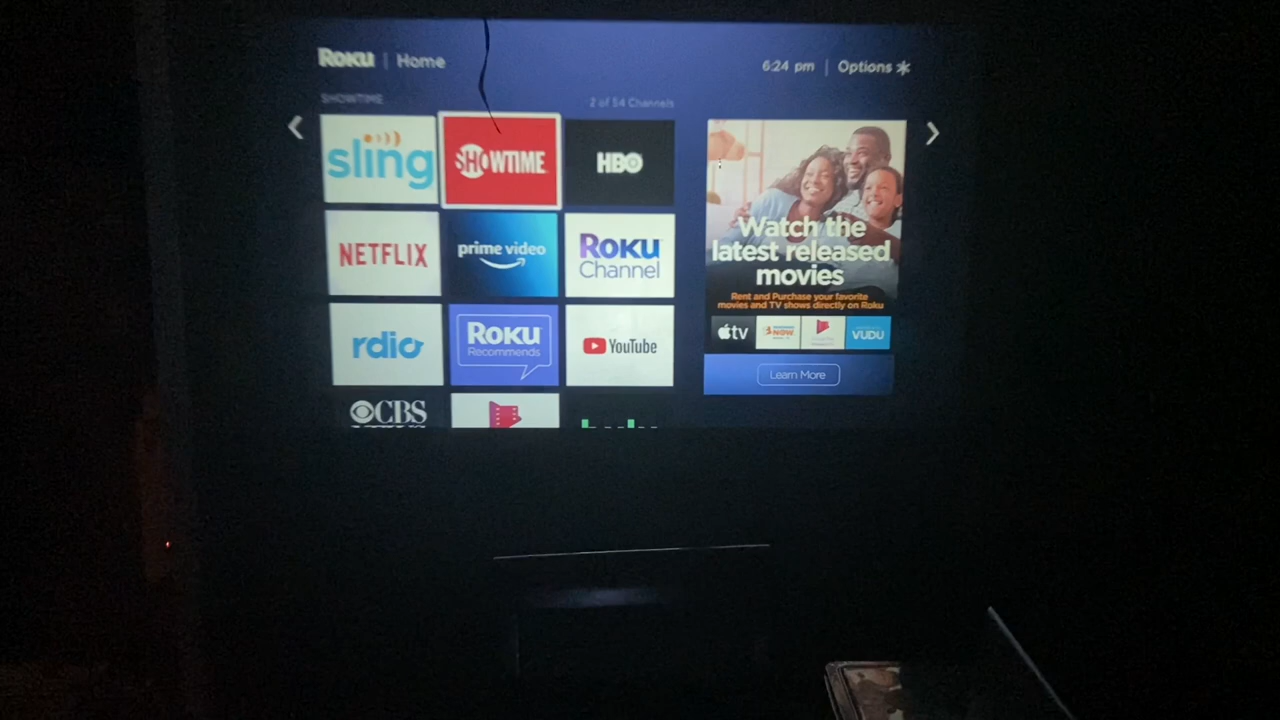 Roku | Home
6:24 pm | Options
SHOWTIME
2 of 54 Channels
sling
SHOWTIME
HBO
NETFLIX
prime video
Roku
Channel
rdio
Roku
Recommends
YouTube
CBS
Watch the
latest released
movies
Rent and Purchase your favorite
movies and TV shows directly on Roku
tv
NOW
VUDU
Learn More